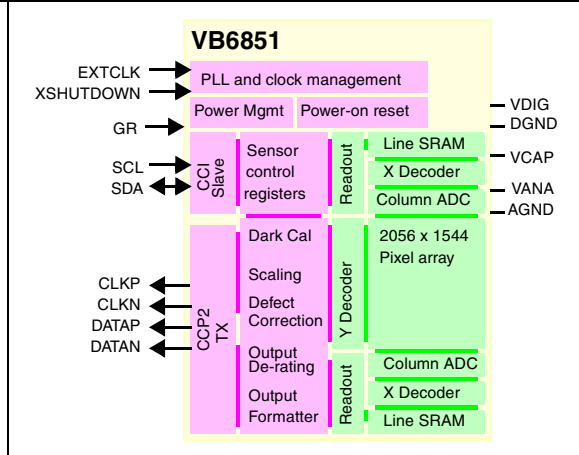 VB6851
EXTCLK
XSHUTDOWN
GR
SCL
SDA
CLKP
CLKN
DATAP
DATAN
PLL and clock management
Power Mgmt
Power-on reset
CCI
Slave
Sensor
control
registers
Readout
Line SRAM
X Decoder
Column ADC
CCP2
TX
Dark Cal
Scaling
Defect
Correction
Output
De-rating
Output
Formatter
Y Decoder
2056 x 1544
Pixel array
Readout
Column ADC
X Decoder
Line SRAM
VDIG
DGND
VCAP
VANA
AGND